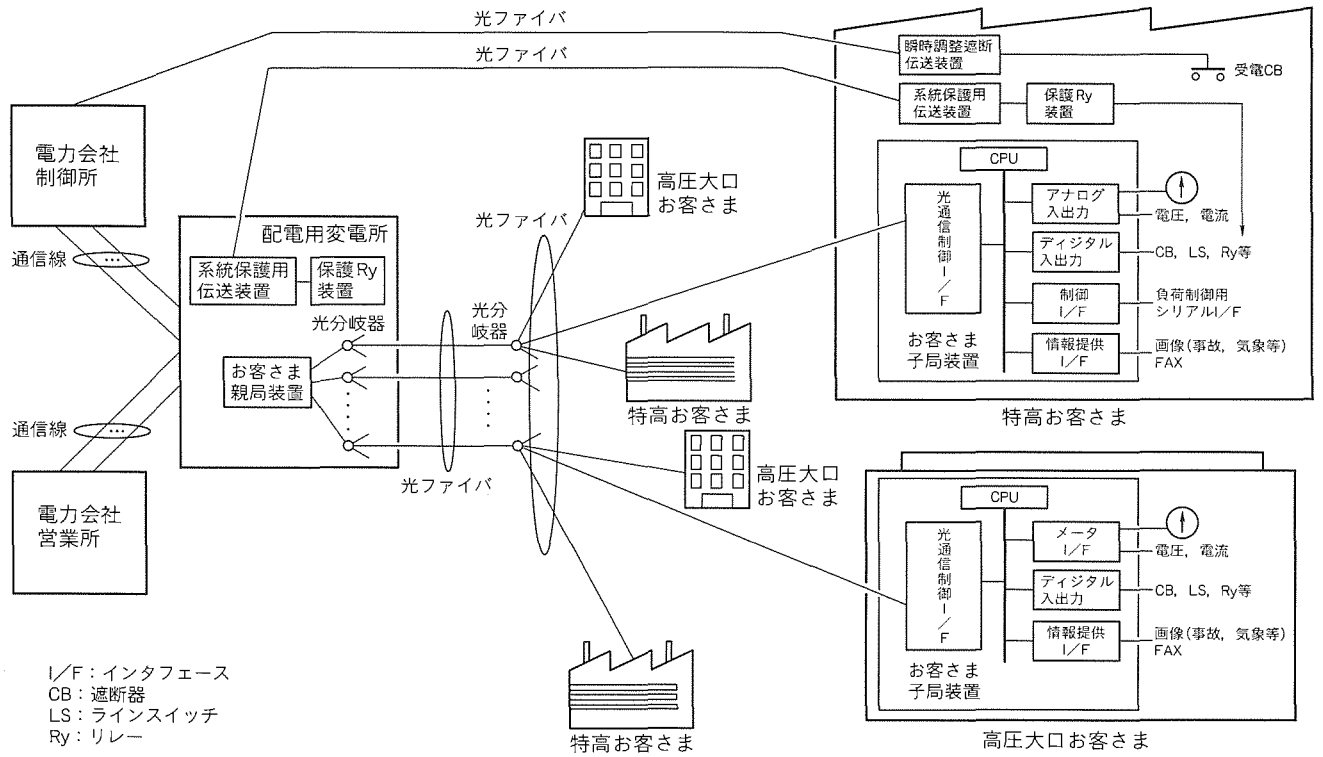 光ファイバ
光ファイバ
電力会社
制御所
通信線
…
配電用変電所
系統保護用
伝送装置
保護Ry
装置
光分岐器
お客さま
親局装置
通信線
…
電力会社
営業所
光ファイバ
光分
岐器
光ファイバ
高圧大口
お客さま
特高お客さま
高圧大口
お客さま
特高お客さま
瞬時調整遮断
伝送装置
受電CB
系統保護用
伝送装置
保護Ry
装置
CPU
光通信制御I/F
お客さま
子局装置
アナログ
入出力
電圧, 電流
ディジタル
入出力
CB, LS, Ry等
制御
I/F
負荷制御用
シリアルI/F
情報提供
I/F
画像(事故, 気象等)
FAX
特高お客さま
CPU
光通信制御I/F
お客さま
子局装置
メータ
I/F
電圧, 電流
ディジタル
入出力
CB, LS, Ry等
情報提供
I/F
画像(事故, 気象等)
FAX
高圧大口お客さま
I/F:インタフェース
CB:遮断器
LS:ラインスイッチ
Ry:リレー